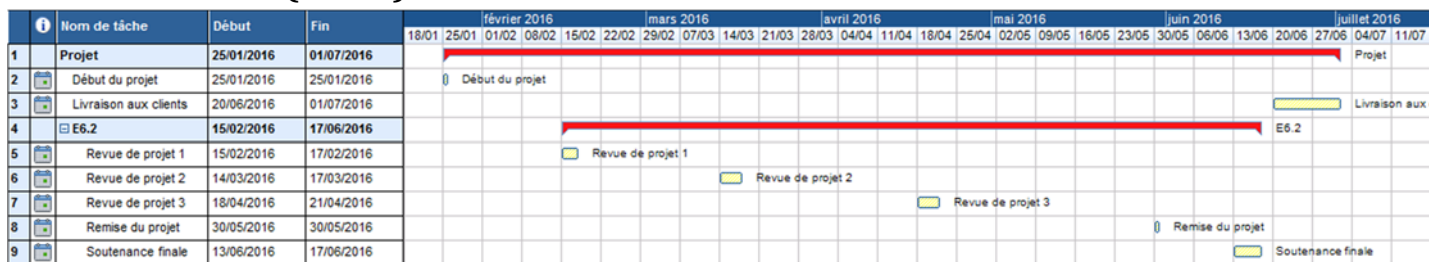 Nom de tâche Début Fin février 2016 mars 2016 avril 2016 mai 2016 juin 2016 juillet 2016
18/01 25/01 01/02 08/02 15/02 22/02 29/02 07/03 14/03 21/03 28/03 04/04 11/04 18/04 25/04 02/05 09/05 16/05 23/05 30/05 06/06 13/06 20/06 27/06 04/07 11/07
1 Projet 25/01/2016 01/07/2016 Projet
2 Début du projet 25/01/2016 25/01/2016 Début du projet
3 Livraison aux clients 20/06/2016 01/07/2016 Livraison aux
4 E6.2 15/02/2016 17/06/2016 E6.2
5 Revue de projet 1 15/02/2016 17/02/2016 Revue de projet 1
6 Revue de projet 2 14/03/2016 17/03/2016 Revue de projet 2
7 Revue de projet 3 18/04/2016 21/04/2016 Revue de projet 3
8 Remise du projet 30/05/2016 30/05/2016 Remise du projet
9 Soutenance finale 13/06/2016 17/06/2016 Soutenance finale